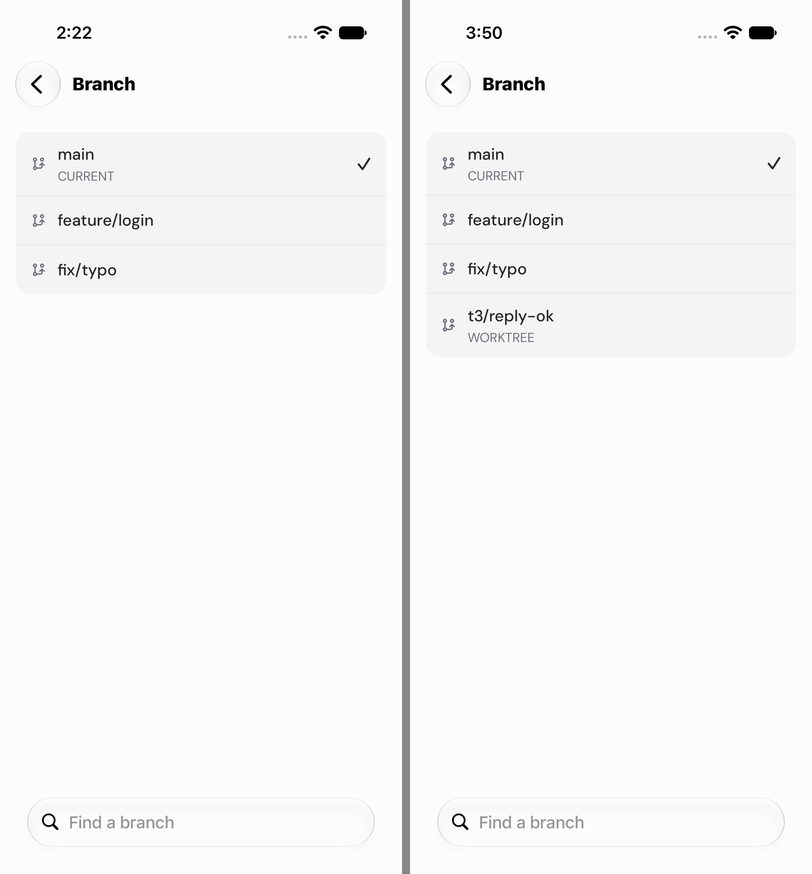 2:22
Branch
main
CURRENT
feature/login
fix/typo
Find a branch
3:50
Branch
main
CURRENT
feature/login
fix/typo
t3/reply-ok
WORKTREE
Find a branch